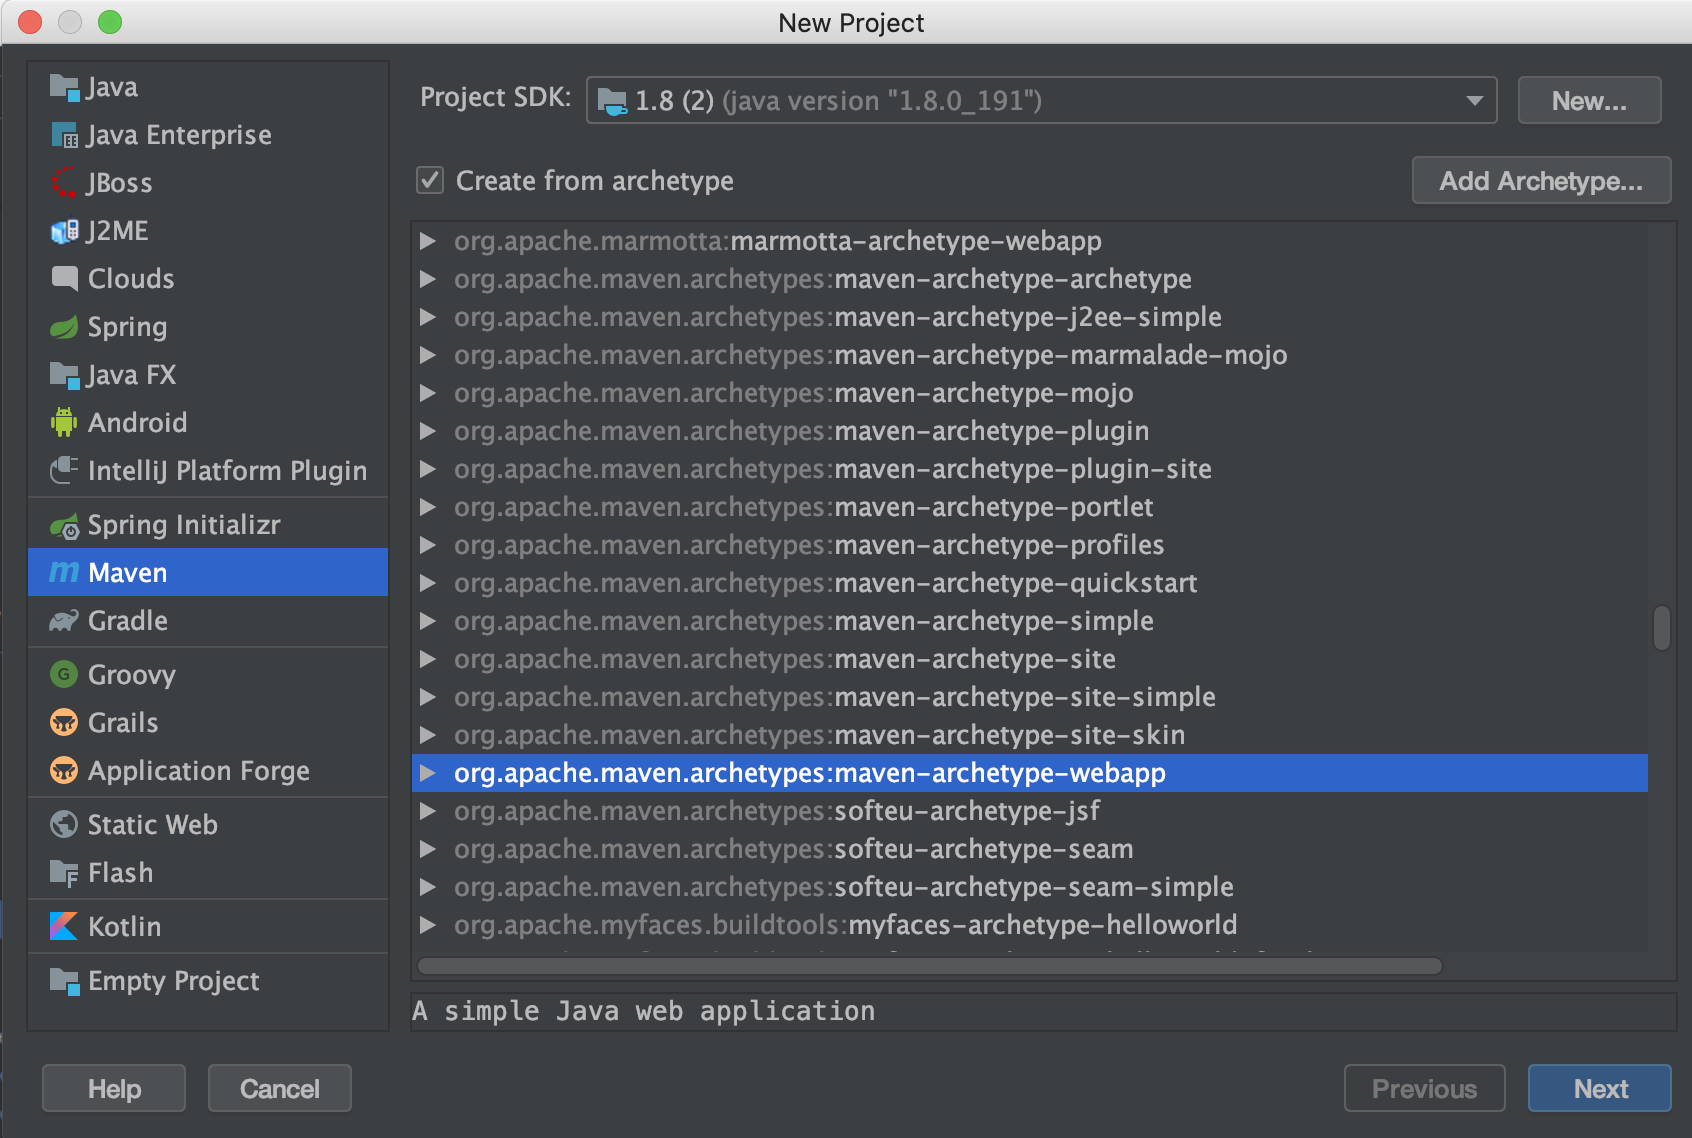 New Project
Java
Java Enterprise
JBoss
J2ME
Clouds
Spring
Java FX
Android
IntelliJ Platform Plugin
Spring Initializr
Maven
Gradle
Groovy
Grails
Application Forge
Static Web
Flash
Kotlin
Empty Project
Project SDK: 1.8 (2) (java version "1.8.0_191") New...
Create from archetype Add Archetype...
org.apache.marmotta:marmotta-archetype-webapp
org.apache.maven.archetypes:maven-archetype-archetype
org.apache.maven.archetypes:maven-archetype-j2ee-simple
org.apache.maven.archetypes:maven-archetype-marmalade-mojo
org.apache.maven.archetypes:maven-archetype-mojo
org.apache.maven.archetypes:maven-archetype-plugin
org.apache.maven.archetypes:maven-archetype-plugin-site
org.apache.maven.archetypes:maven-archetype-portlet
org.apache.maven.archetypes:maven-archetype-profiles
org.apache.maven.archetypes:maven-archetype-quickstart
org.apache.maven.archetypes:maven-archetype-simple
org.apache.maven.archetypes:maven-archetype-site
org.apache.maven.archetypes:maven-archetype-site-simple
org.apache.maven.archetypes:maven-archetype-site-skin
org.apache.maven.archetypes:maven-archetype-webapp
org.apache.maven.archetypes:softeu-archetype-jsf
org.apache.maven.archetypes:softeu-archetype-seam
org.apache.maven.archetypes:softeu-archetype-seam-simple
org.apache.myfaces.buildtools:myfaces-archetype-helloworld
A simple Java web application
Help Cancel Previous Next